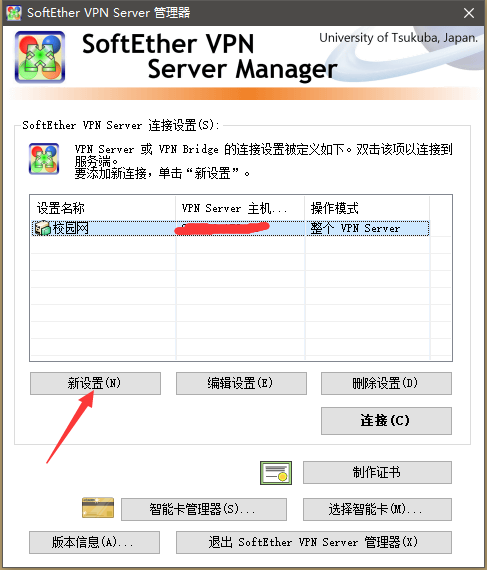 SoftEther VPN Server 管理器
SoftEther VPN
Server Manager
University of Tsukuba, Japan.
SoftEther VPN Server 连接设置(S):
VPN Server 或 VPN Bridge 的连接设置被定义如下。双击该项以连接到
服务端。
要添加新连接，单击“新设置”。
设置名称 VPN Server 主机... 操作模式
校园网 整个 VPN Server
新设置(N) 编辑设置(E) 删除设置(D)
连接(C)
制作证书
智能卡管理器(S)... 选择智能卡(M)...
版本信息(A)... 退出 SoftEther VPN Server 管理器(X)